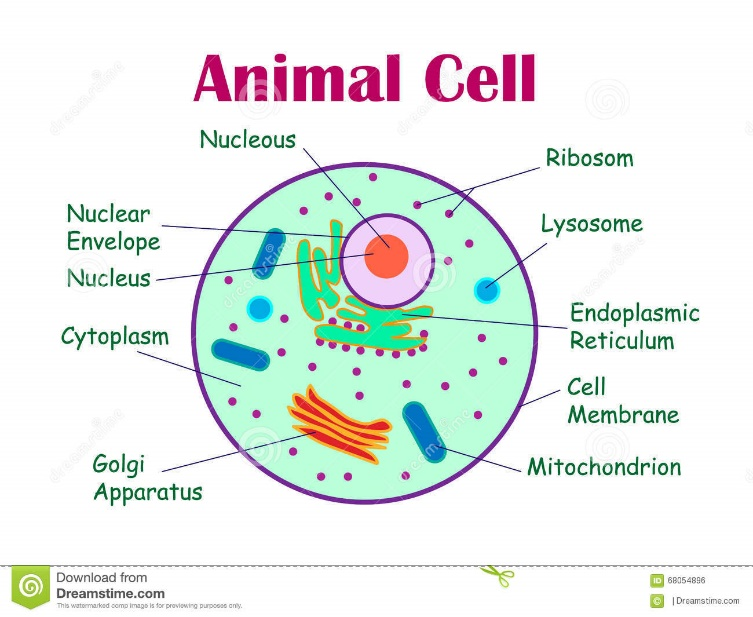 Animal Cell
Nucleous
Ribosom
Nuclear
Envelope
Lysosome
Nucleus
Endoplasmic
Reticulum
Cytoplasm
Cell
Membrane
Golgi
Apparatus
Mitochondrion
Download from
Dreamstime.com
This watermarked comp image is for previewing purposes only.
ID 68054896
© | Dreamstime.com